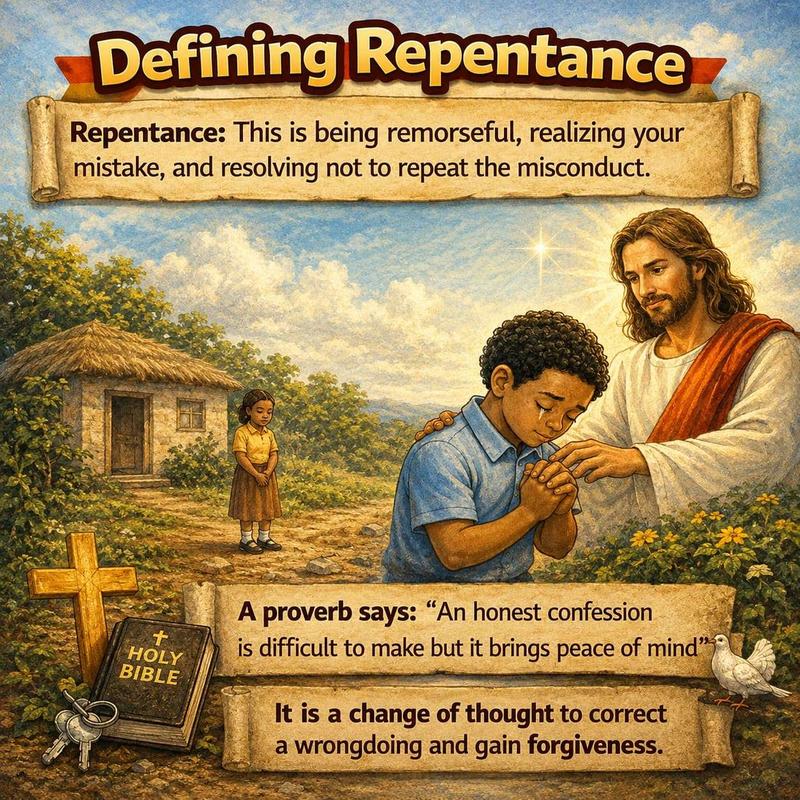 Defining Repentance
Repentance: This is being remorseful, realizing your
mistake, and resolving not to repeat the misconduct.
A proverb says: “An honest confession
is difficult to make but it brings peace of mind”
HOLY
BIBLE
It is a change of thought to correct
a wrongdoing and gain forgiveness.